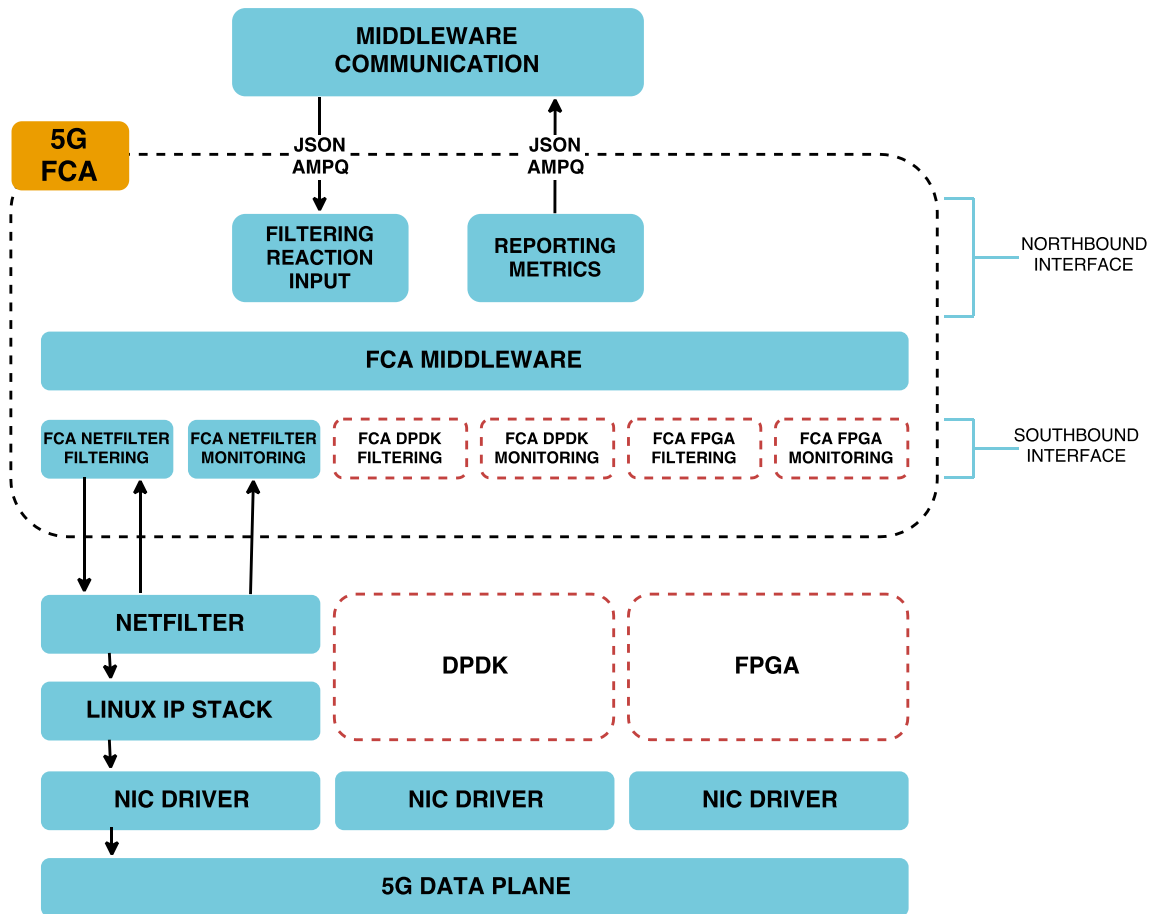 MIDDLEWARE
COMMUNICATION
5G
FCA
JSON
AMPQ
JSON
AMPQ
FILTERING
REACTION
INPUT
REPORTING
METRICS
NORTHBOUND
INTERFACE
FCA MIDDLEWARE
FCA NETFILTER
FILTERING
FCA NETFILTER
MONITORING
FCA DPDK
FILTERING
FCA DPDK
MONITORING
FCA FPGA
FILTERING
FCA FPGA
MONITORING
SOUTHBOUND
INTERFACE
NETFILTER
DPDK
FPGA
LINUX IP STACK
NIC DRIVER
NIC DRIVER
NIC DRIVER
5G DATA PLANE